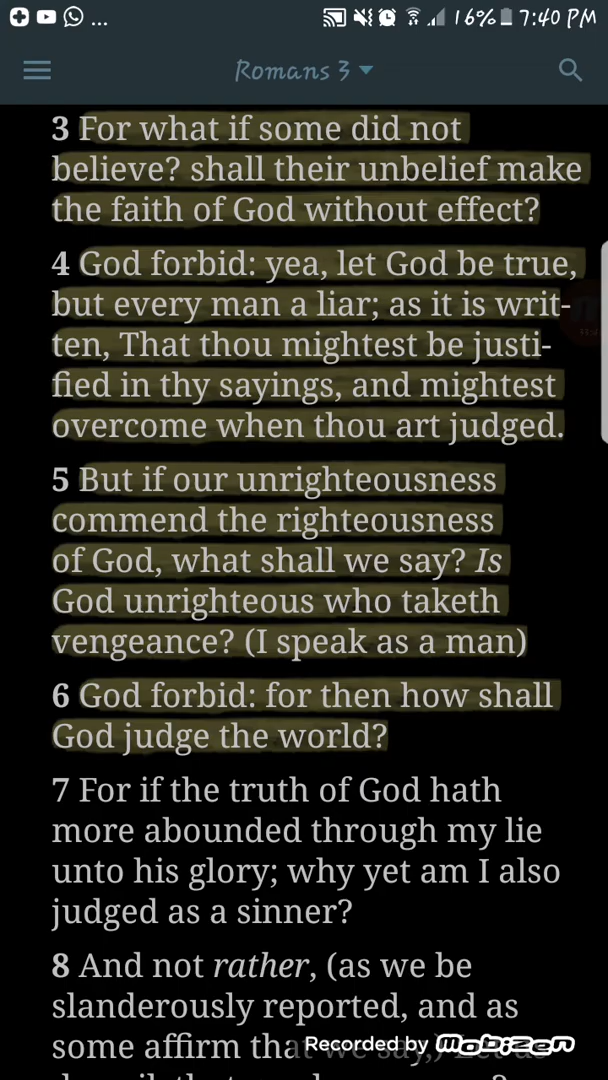 ... 16% 7:40 PM
Romans 3
3 For what if some did not
believe? shall their unbelief make
the faith of God without effect?
4 God forbid: yea, let God be true,
but every man a liar; as it is writ-
ten, That thou mightest be justi-
fied in thy sayings, and mightest
overcome when thou art judged.
5 But if our unrighteousness
commend the righteousness
of God, what shall we say? Is
God unrighteous who taketh
vengeance? (I speak as a man)
6 God forbid: for then how shall
God judge the world?
7 For if the truth of God hath
more abounded through my lie
unto his glory; why yet am I also
judged as a sinner?
8 And not rather, (as we be
slanderously reported, and as
some affirm that we say,)
Recorded by Mobizen